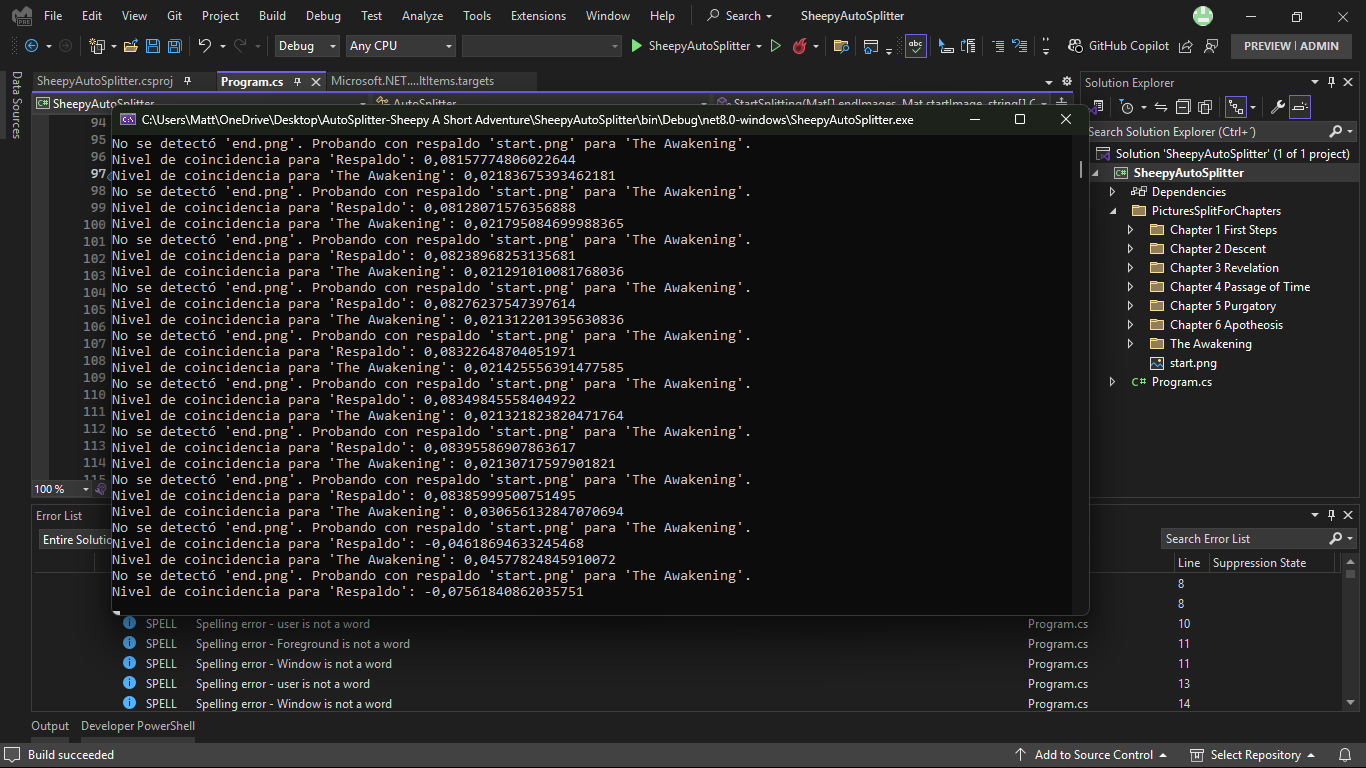 File Edit View Git Project Build Debug Test Analyze Tools Extensions Window Help Search SheepyAutoSplitter
Debug Any CPU SheepyAutoSplitter GitHub Copilot PREVIEW | ADMIN
Data Sources
SheepyAutoSplitter.csproj Program.cs Microsoft.NET....ltItems.targets
SheepyAutoSplitter AutoSplitter StartSplitting(Mat[] endImages, Mat startImage, string[] C
94
95
96
97
98
99
100
101
102
103
104
105
106
107
108
109
110
111
112
113
114
115
100 %
C:\Users\Matt\OneDrive\Desktop\AutoSplitter-Sheepy A Short Adventure\SheepyAutoSplitter\bin\Debug\net8.0-windows\SheepyAutoSplitter.exe
No se detectó 'end.png'. Probando con respaldo 'start.png' para 'The Awakening'.
Nivel de coincidencia para 'Respaldo': 0,08157774806022644
Nivel de coincidencia para 'The Awakening': 0,02183675393462181
No se detectó 'end.png'. Probando con respaldo 'start.png' para 'The Awakening'.
Nivel de coincidencia para 'Respaldo': 0,08128071576356888
Nivel de coincidencia para 'The Awakening': 0,021795084699988365
No se detectó 'end.png'. Probando con respaldo 'start.png' para 'The Awakening'.
Nivel de coincidencia para 'Respaldo': 0,08238968253135681
Nivel de coincidencia para 'The Awakening': 0,021291010081768036
No se detectó 'end.png'. Probando con respaldo 'start.png' para 'The Awakening'.
Nivel de coincidencia para 'Respaldo': 0,08276237547397614
Nivel de coincidencia para 'The Awakening': 0,021312201395630836
No se detectó 'end.png'. Probando con respaldo 'start.png' para 'The Awakening'.
Nivel de coincidencia para 'Respaldo': 0,08322648704051971
Nivel de coincidencia para 'The Awakening': 0,021425556391477585
No se detectó 'end.png'. Probando con respaldo 'start.png' para 'The Awakening'.
Nivel de coincidencia para 'Respaldo': 0,08349845558404922
Nivel de coincidencia para 'The Awakening': 0,021321823820471764
No se detectó 'end.png'. Probando con respaldo 'start.png' para 'The Awakening'.
Nivel de coincidencia para 'Respaldo': 0,08395586907863617
Nivel de coincidencia para 'The Awakening': 0,02130717597901821
No se detectó 'end.png'. Probando con respaldo 'start.png' para 'The Awakening'.
Nivel de coincidencia para 'Respaldo': 0,08385999500751495
Nivel de coincidencia para 'The Awakening': 0,030656132847070694
No se detectó 'end.png'. Probando con respaldo 'start.png' para 'The Awakening'.
Nivel de coincidencia para 'Respaldo': -0,04618694633245468
Nivel de coincidencia para 'The Awakening': 0,04577824845910072
No se detectó 'end.png'. Probando con respaldo 'start.png' para 'The Awakening'.
Nivel de coincidencia para 'Respaldo': -0,07561840862035751
Solution Explorer
Search Solution Explorer (Ctrl+´)
Solution 'SheepyAutoSplitter' (1 of 1 project)
SheepyAutoSplitter
Dependencies
PicturesSplitForChapters
Chapter 1 First Steps
Chapter 2 Descent
Chapter 3 Revelation
Chapter 4 Passage of Time
Chapter 5 Purgatory
Chapter 6 Apotheosis
The Awakening
start.png
C# Program.cs
Error List
Entire Solutio Search Error List
Line Suppression State
8
8
SPELL Spelling error - user is not a word Program.cs 10
SPELL Spelling error - Foreground is not a word Program.cs 11
SPELL Spelling error - Window is not a word Program.cs 11
SPELL Spelling error - user is not a word Program.cs 13
SPELL Spelling error - Window is not a word Program.cs 14
Output Developer PowerShell
Build succeeded Add to Source Control Select Repository